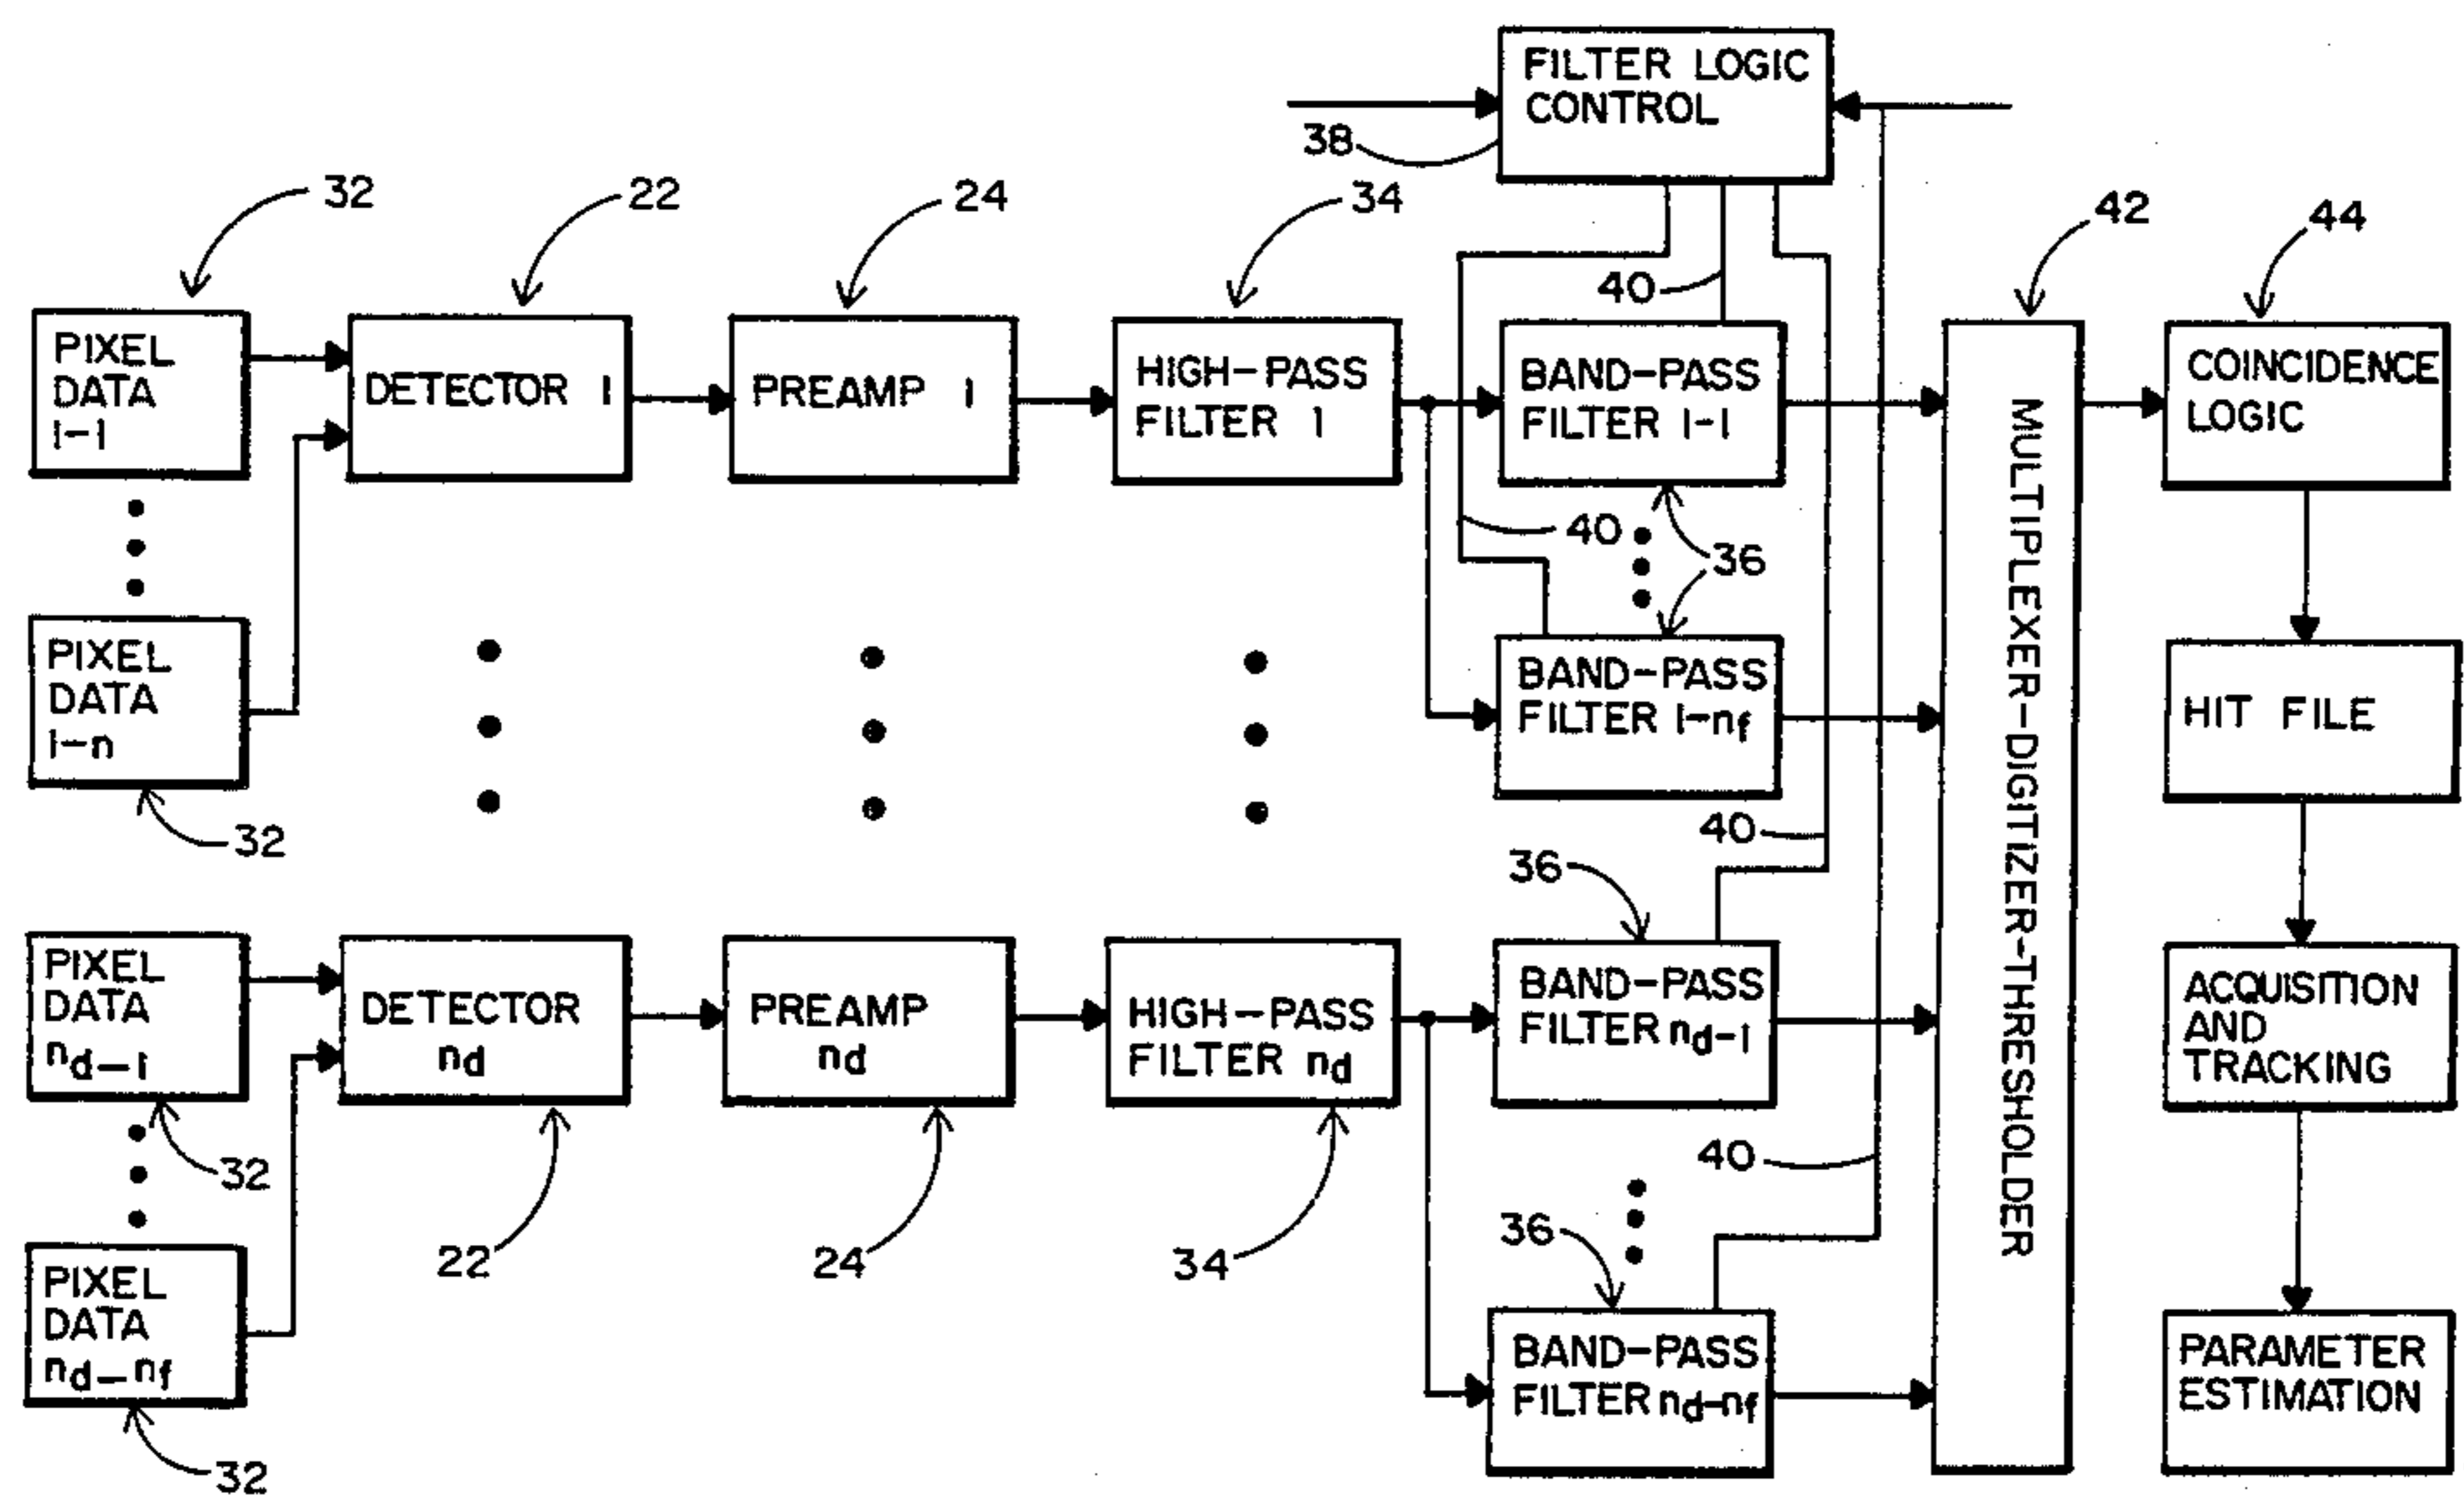 FILTER LOGIC
CONTROL
38
32
22
24
34
42
44
40
PIXEL
DATA
1-1
DETECTOR 1
PREAMP 1
HIGH-PASS
FILTER 1
BAND-PASS
FILTER 1-1
MULTIPLEXER-DIGITIZER-THRESHOLDER
COINCIDENCE
LOGIC
40
36
PIXEL
DATA
1-n
32
BAND-PASS
FILTER 1-nf
HIT FILE
40
36
PIXEL
DATA
nd-1
32
DETECTOR
nd
22
PREAMP
nd
24
HIGH-PASS
FILTER nd
34
BAND-PASS
FILTER nd-1
ACQUISITION
AND
TRACKING
40
36
PIXEL
DATA
nd-nf
32
BAND-PASS
FILTER nd-nf
PARAMETER
ESTIMATION